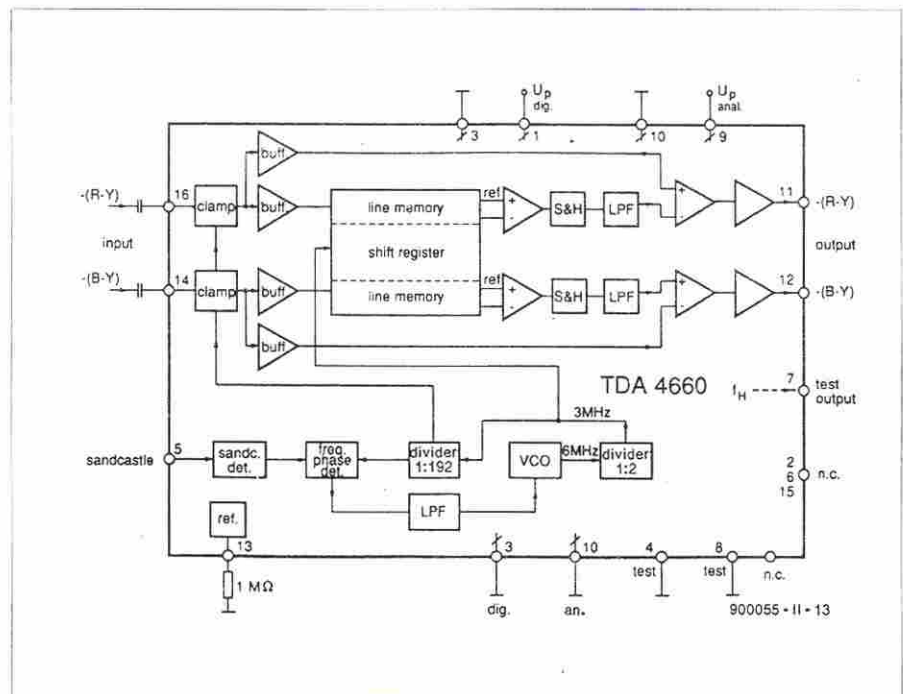 Up
dig.
Up
anal.
3
1
10
9
buff
-(R-Y)
16
clamp
buff
line memory
ref
+
-
S&H
LPF
+
-
11
-(R-Y)
input
shift register
output
-(B-Y)
14
clamp
buff
line memory
ref
+
-
S&H
LPF
+
-
12
-(B-Y)
buff
TDA 4660
fH
7
test
output
3MHz
sandcastle
5
sandc.
det.
freq.
phase
det.
divider
1:192
VCO
6MHz
divider
1:2
2
6
15
n.c.
LPF
ref.
13
1 MΩ
3
10
4
8
dig.
an.
test
test
n.c.
900055 - II - 13